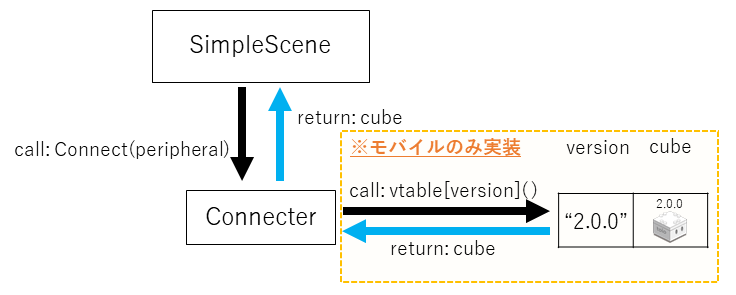 SimpleScene
return: cube
call: Connect(peripheral)
※モバイルのみ実装
version
cube
call: vtable[version]()
Connecter
“2.0.0”
2.0.0
return: cube